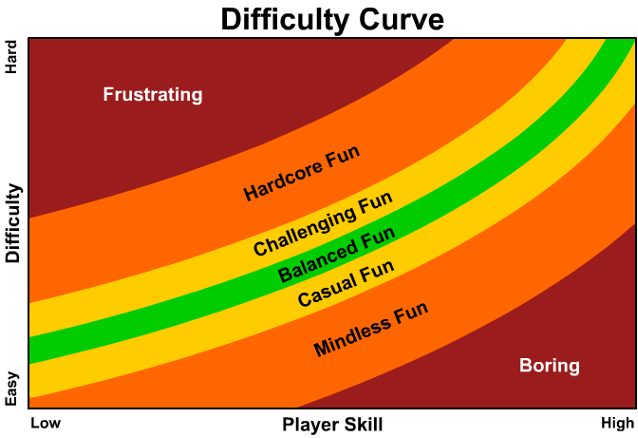 Difficulty Curve
Hard
Frustrating
Hardcore Fun
Challenging Fun
Difficulty
Balanced Fun
Casual Fun
Mindless Fun
Boring
Easy
Low
Player Skill
High